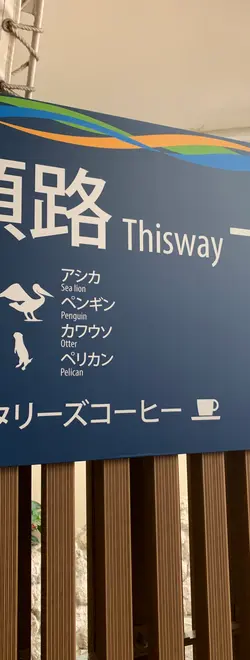 順路 Thisway
アシカ
Sea lion
ペンギン
Penguin
カワウソ
Otter
ペリカン
Pelican
タリーズコーヒー